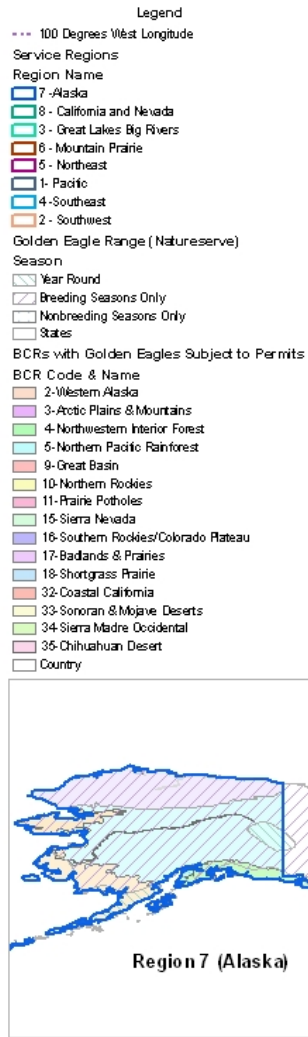 Legend
100 Degrees West Longitude
Service Regions
Region Name
7 -Alaska
8 - California and Nevada
3 - Great Lakes Big Rivers
6 - Mountain Prairie
5 - Northeast
1- Pacific
4 -Southeast
2 - Southwest
Golden Eagle Range (Natureserve)
Season
Year Round
Breeding Seasons Only
Nonbreeding Seasons Only
States
BCRs with Golden Eagles Subject to Permits
BCR Code & Name
2-Western Alaska
3-Arctic Plains & Mountains
4-Northwestern Interior Forest
5-Northern Pacific Rainforest
9-Great Basin
10-Northern Rockies
11-Prairie Potholes
15-Sierra Nevada
16-Southern Rockies/Colorado Plateau
17-Badlands & Prairies
18-Shortgrass Prairie
32-Coastal California
33-Sonoran & Mojave Deserts
34-Sierra Madre Occidental
35-Chihuahuan Desert
Country
Region 7 (Alaska)